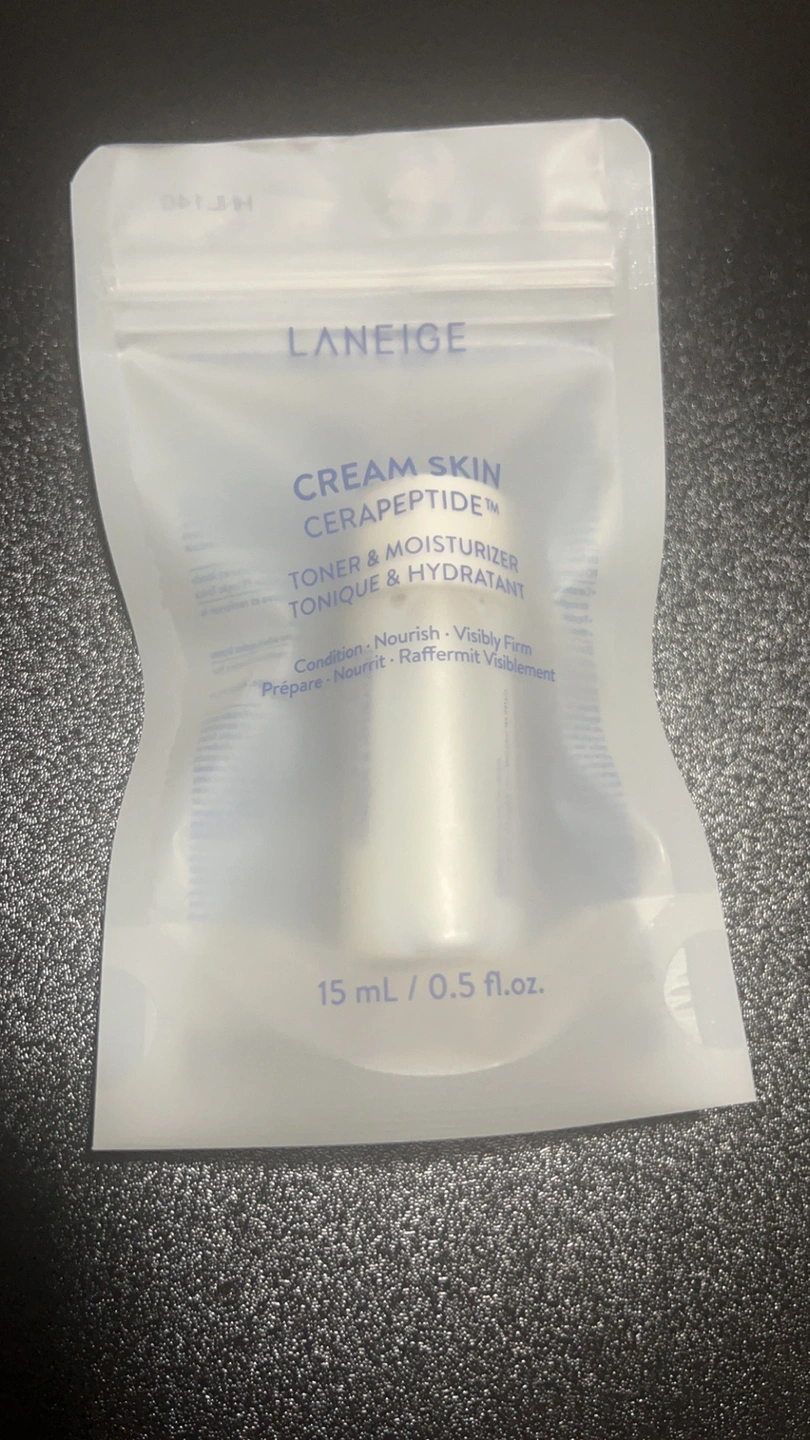 LANEIGE
CREAM SKIN
CERAPEPTIDE™
TONER & MOISTURIZER
TONIQUE & HYDRATANT
Condition · Nourish · Visibly Firm
Prépare · Nourrit · Raffermit Visiblement
15 mL / 0.5 fl.oz.